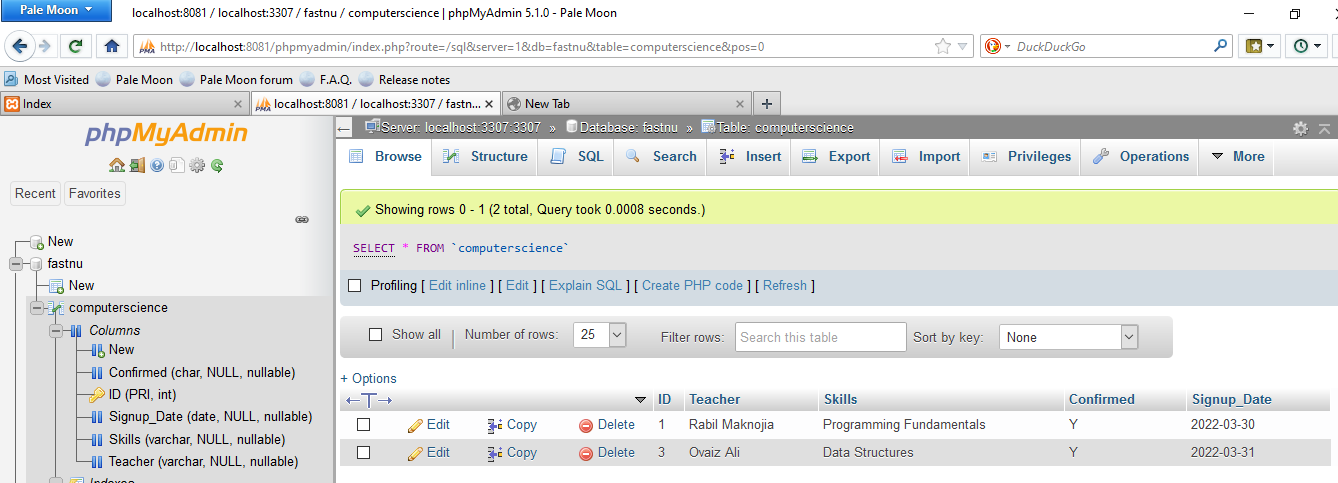 Pale Moon
localhost:8081 / localhost:3307 / fastnu / computerscience | phpMyAdmin 5.1.0 - Pale Moon
http://localhost:8081/phpmyadmin/index.php?route=/sql&server=1&db=fastnu&table=computerscience&pos=0
DuckDuckGo
Most Visited Pale Moon Pale Moon forum F.A.Q. Release notes
Index
localhost:8081 / localhost:3307 / fastn...
New Tab
phpMyAdmin
Recent Favorites
New
fastnu
New
computerscience
Columns
New
Confirmed (char, NULL, nullable)
ID (PRI, int)
Signup_Date (date, NULL, nullable)
Skills (varchar, NULL, nullable)
Teacher (varchar, NULL, nullable)
Indexes
Server: localhost:3307:3307 » Database: fastnu » Table: computerscience
Browse Structure SQL Search Insert Export Import Privileges Operations More
Showing rows 0 - 1 (2 total, Query took 0.0008 seconds.)
SELECT * FROM `computerscience`
Profiling [ Edit inline ] [ Edit ] [ Explain SQL ] [ Create PHP code ] [ Refresh ]
Show all | Number of rows: 25 Filter rows: Search this table Sort by key: None
+ Options
ID Teacher Skills Confirmed Signup_Date
Edit Copy Delete 1 Rabil Maknojia Programming Fundamentals Y 2022-03-30
Edit Copy Delete 3 Ovaiz Ali Data Structures Y 2022-03-31